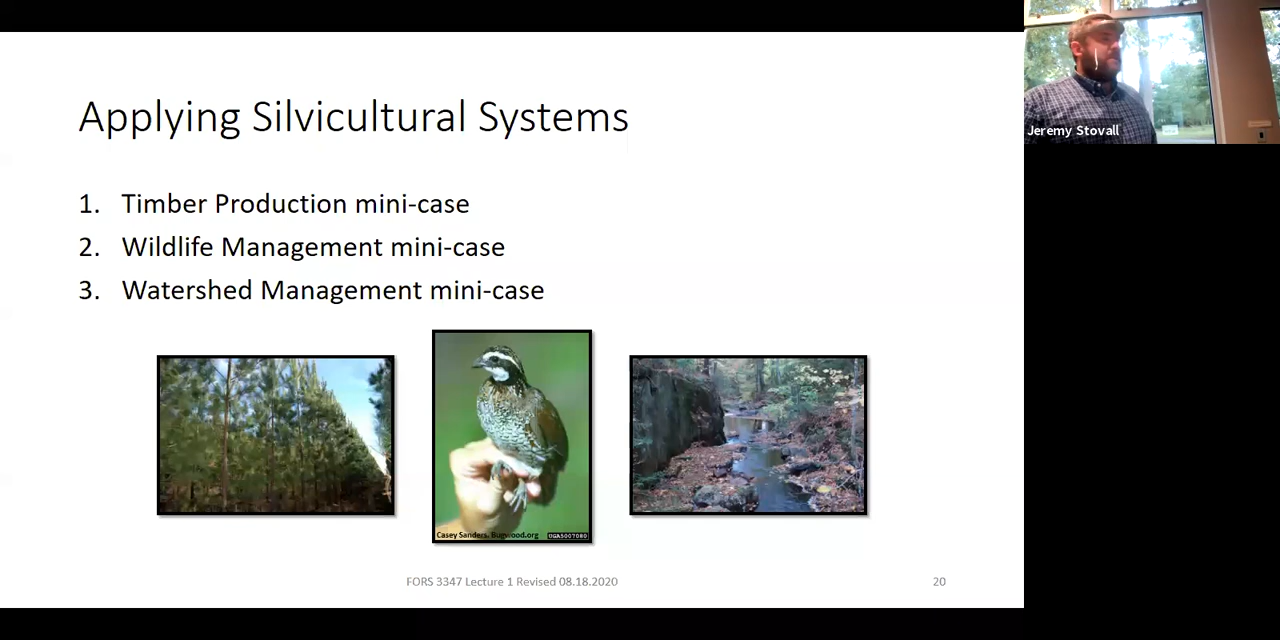 Applying Silvicultural Systems
1. Timber Production mini-case
2. Wildlife Management mini-case
3. Watershed Management mini-case
Casey Sanders, Bugwood.org
UGA5007080
FORS 3347 Lecture 1 Revised 08.18.2020
20
Jeremy Stovall